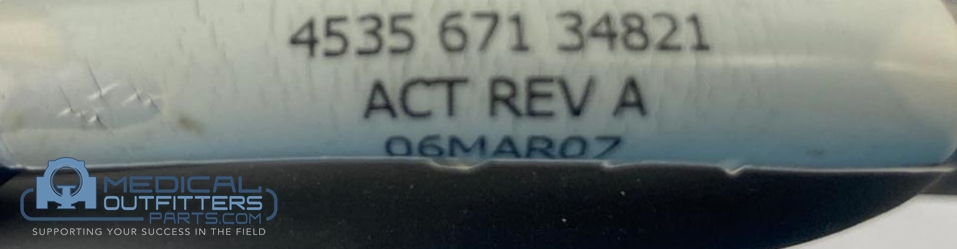 4535 671 34821
ACT REV A
06MAR07
MEDICAL
OUTFITTERS
PARTS.COM
SUPPORTING YOUR SUCCESS IN THE FIELD